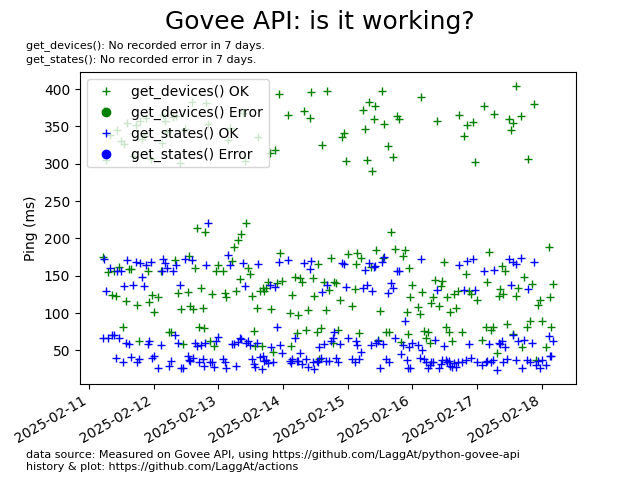 Govee API: is it working?
get_devices(): No recorded error in 7 days.
get_states(): No recorded error in 7 days.
get_devices() OK
get_devices() Error
get_states() OK
get_states() Error
Ping (ms)
400
350
300
250
200
150
100
50
2025-02-11
2025-02-12
2025-02-13
2025-02-14
2025-02-15
2025-02-16
2025-02-17
2025-02-18
data source: Measured on Govee API, using https://github.com/LaggAt/python-govee-api
history & plot: https://github.com/LaggAt/actions